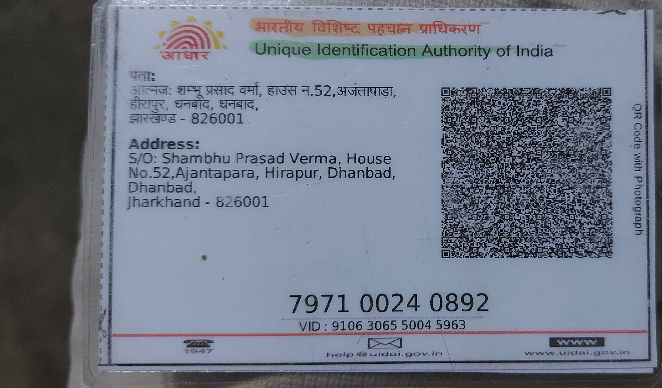 भारतीय विशिष्ट पहचान प्राधिकरण
आधार
Unique Identification Authority of India
पता:
आत्मज: शम्भू प्रसाद वर्मा, हाउस न.52,अजंतापाड़ा,
हीरापुर, धनबाद, धनबाद,
झारखण्ड - 826001
Address:
S/O: Shambhu Prasad Verma, House
No.52,Ajantapara, Hirapur, Dhanbad,
Dhanbad,
Jharkhand - 826001
QR Code with Photograph
7971 0024 0892
VID : 9106 3065 5004 5963
1947
help@uidai.gov.in
WWW
www.uidai.gov.in